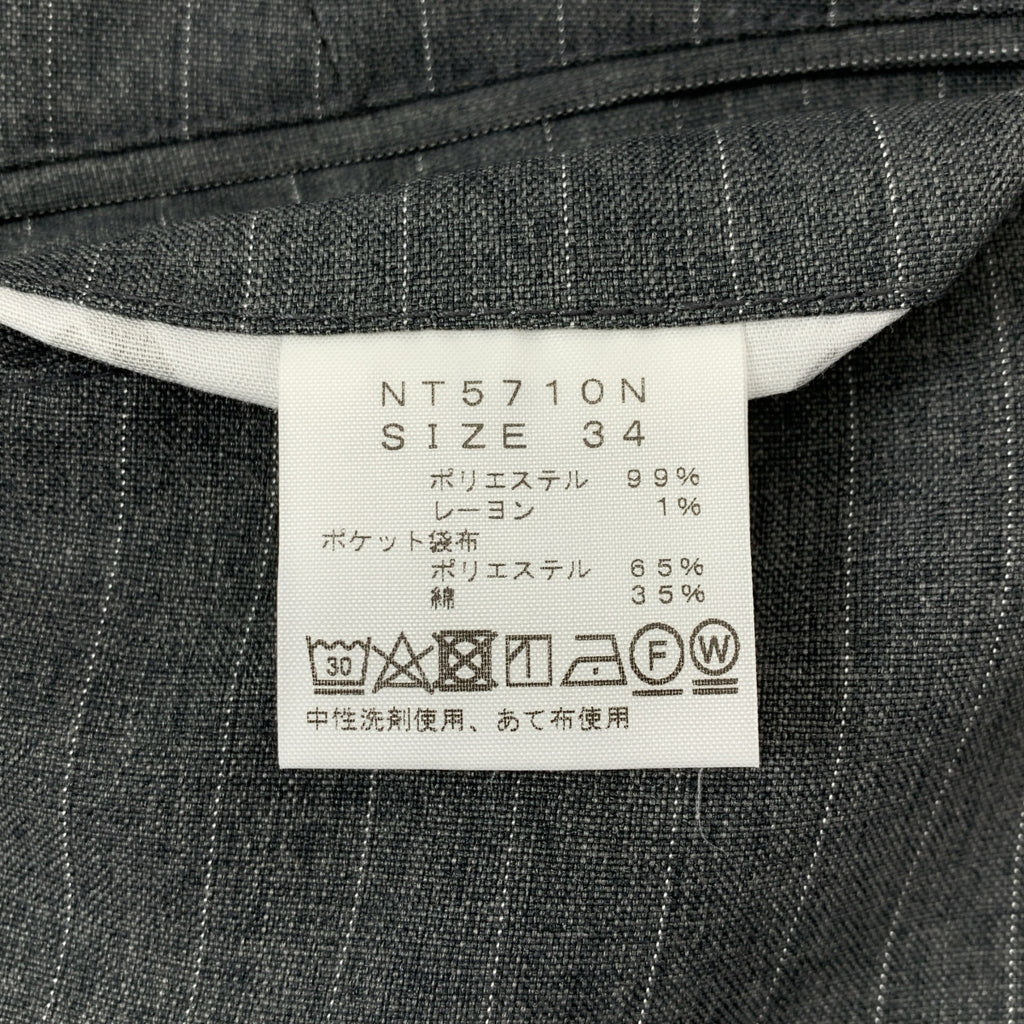 NT5710N
SIZE 34
ポリエステル 99%
レーヨン 1%
ポケット袋布
ポリエステル 65%
綿 35%
30 F W
中性洗剤使用、あて布使用